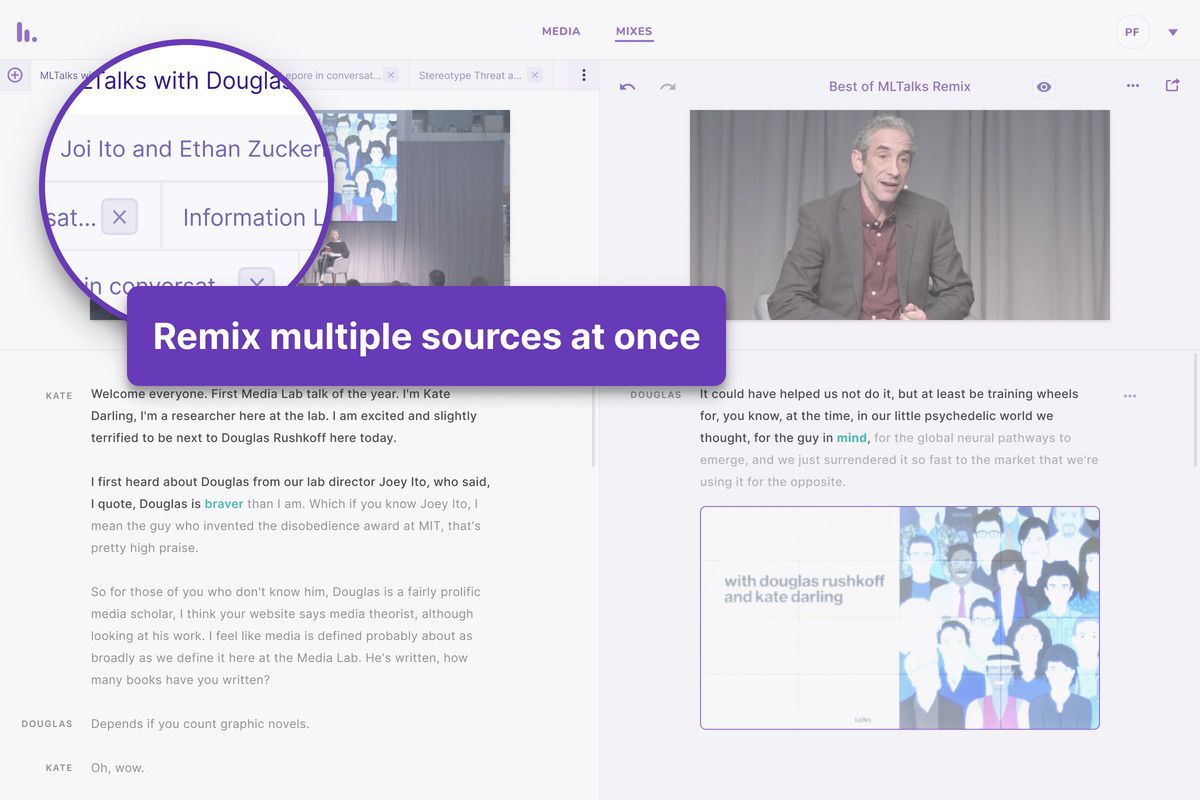 MEDIA
MIXES
PF
MLTalks wi
epore in conversat...
Stereotype Threat a...
LTalks with Douglas
Joi Ito and Ethan Zucker
sat...
Information L
in conversat
Best of MLTalks Remix
Remix multiple sources at once
KATE
Welcome everyone. First Media Lab talk of the year. I'm Kate
Darling, I'm a researcher here at the lab. I am excited and slightly
terrified to be next to Douglas Rushkoff here today.
I first heard about Douglas from our lab director Joey Ito, who said,
I quote, Douglas is braver than I am. Which if you know Joey Ito, I
mean the guy who invented the disobedience award at MIT, that's
pretty high praise.
So for those of you who don't know him, Douglas is a fairly prolific
media scholar, I think your website says media theorist, although
looking at his work. I feel like media is defined probably about as
broadly as we define it here at the Media Lab. He's written, how
many books have you written?
DOUGLAS
Depends if you count graphic novels.
KATE
Oh, wow.
DOUGLAS
It could have helped us not do it, but at least be training wheels
for, you know, at the time, in our little psychedelic world we
thought, for the guy in mind, for the global neural pathways to
emerge, and we just surrendered it so fast to the market that we're
using it for the opposite.
with douglas rushkoff
and kate darling
talks